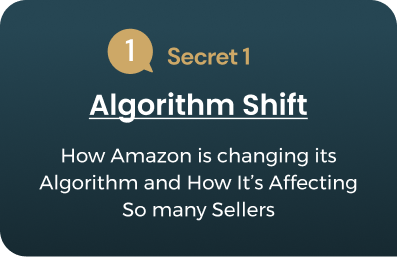 1 Secret 1
Algorithm Shift
How Amazon is changing its
Algorithm and How It's Affecting
So many Sellers